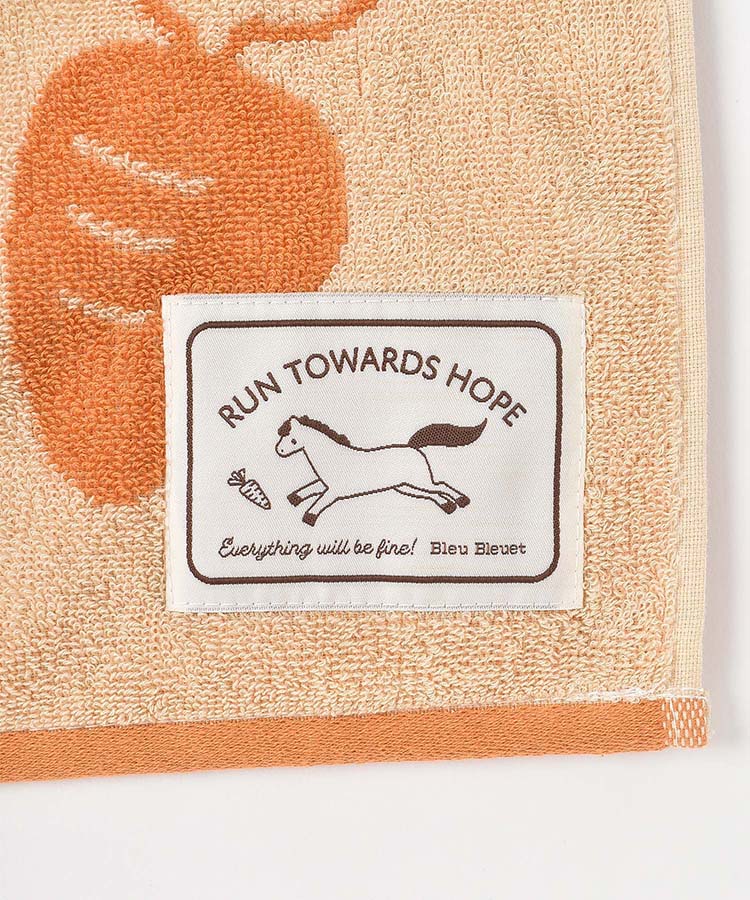 RUN TOWARDS HOPE
Everything will be fine! Bleu Bleuet